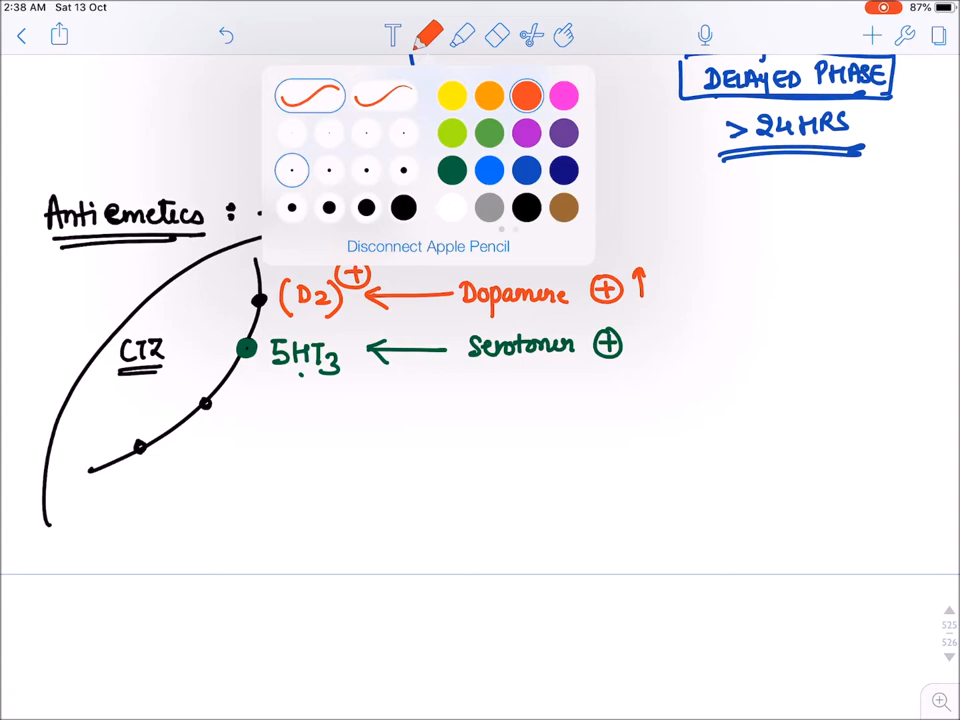 2:38 AM Sat 13 Oct 87%
T
DELAYED PHASE
> 24 HRS
Antiemetics :
Disconnect Apple Pencil
(D2) + ← Dopamine + ↑
CTZ
5HT3 ← Serotonin +
525
526